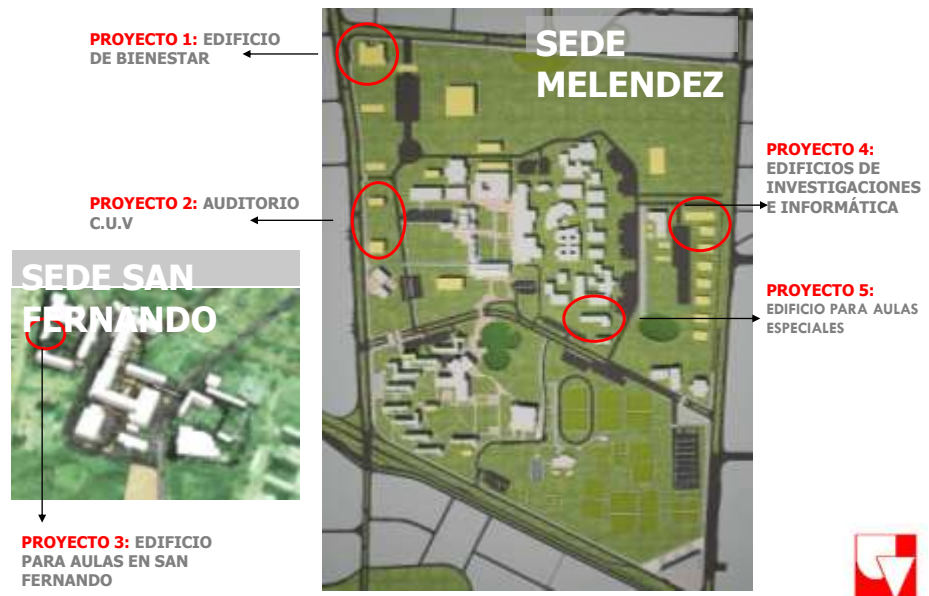 PROYECTO 1: EDIFICIO
DE BIENESTAR
SEDE
MELENDEZ
PROYECTO 4:
EDIFICIOS DE
INVESTIGACIONES
E INFORMÁTICA
PROYECTO 2: AUDITORIO
C.U.V
SEDE SAN
FERNANDO
PROYECTO 5:
EDIFICIO PARA AULAS
ESPECIALES
PROYECTO 3: EDIFICIO
PARA AULAS EN SAN
FERNANDO